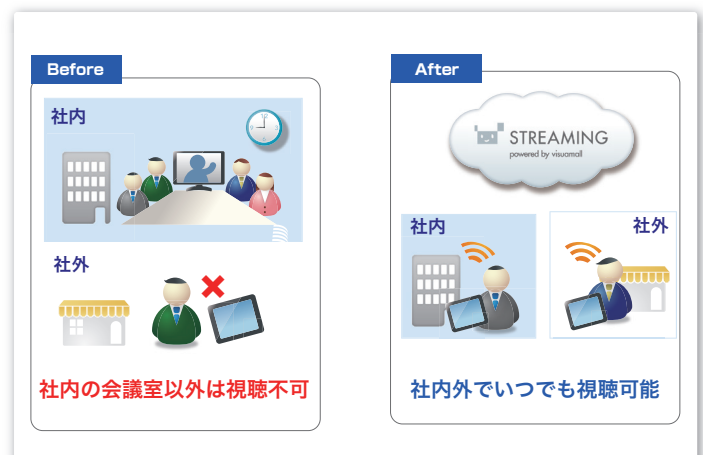 Before
社内
社外
社内の会議室以外は視聴不可
After
STREAMING
powered by visuamall
社内
社外
社内外でいつでも視聴可能